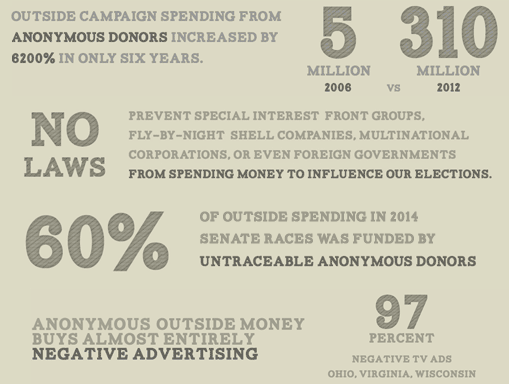 OUTSIDE CAMPAIGN SPENDING FROM
ANONYMOUS DONORS INCREASED BY
6200% IN ONLY SIX YEARS.
5 310
MILLION MILLION
2006 VS 2012
NO
LAWS
PREVENT SPECIAL INTEREST FRONT GROUPS,
FLY-BY-NIGHT SHELL COMPANIES, MULTINATIONAL
CORPORATIONS, OR EVEN FOREIGN GOVERNMENTS
FROM SPENDING MONEY TO INFLUENCE OUR ELECTIONS.
60%
OF OUTSIDE SPENDING IN 2014
SENATE RACES WAS FUNDED BY
UNTRACEABLE ANONYMOUS DONORS
ANONYMOUS OUTSIDE MONEY
BUYS ALMOST ENTIRELY
NEGATIVE ADVERTISING
97
PERCENT
NEGATIVE TV ADS
OHIO, VIRGINIA, WISCONSIN